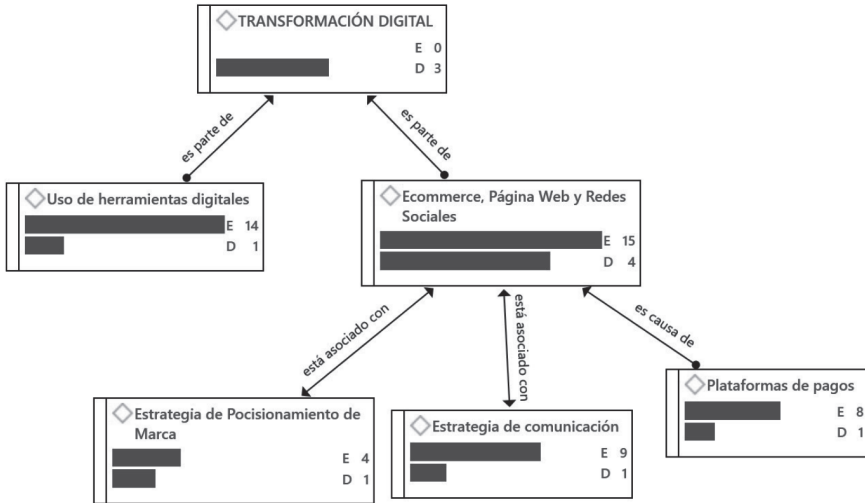 TRANSFORMACIÓN DIGITAL
E 0
D 3
es parte de
es parte de
Uso de herramientas digitales
E 14
D 1
Ecommerce, Página Web y Redes
Sociales
E 15
D 4
está asociado con
está asociado con
es causa de
Estrategia de Pocisionamiento de
Marca
E 4
D 1
Estrategia de comunicación
E 9
D 1
Plataformas de pagos
E 8
D 1